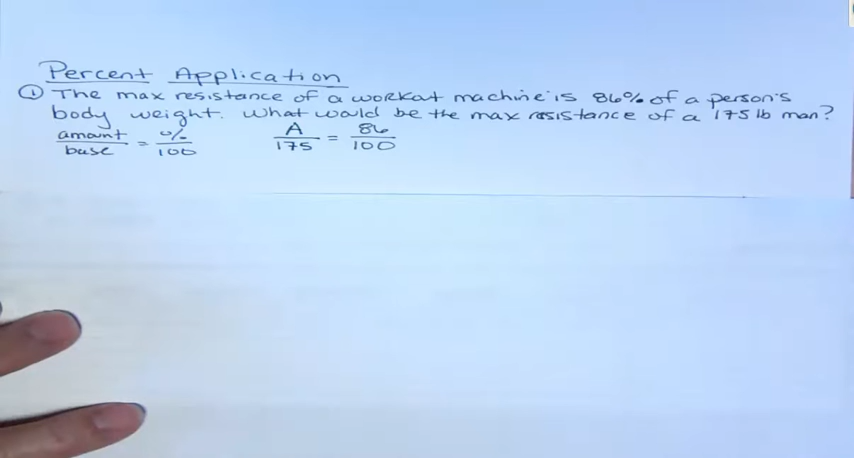 Percent Application
① The max resistance of a workout machine is 86% of a person's
body weight. What would be the max resistance of a 175 lb man?
amount/base = %/100 A/175 = 86/100